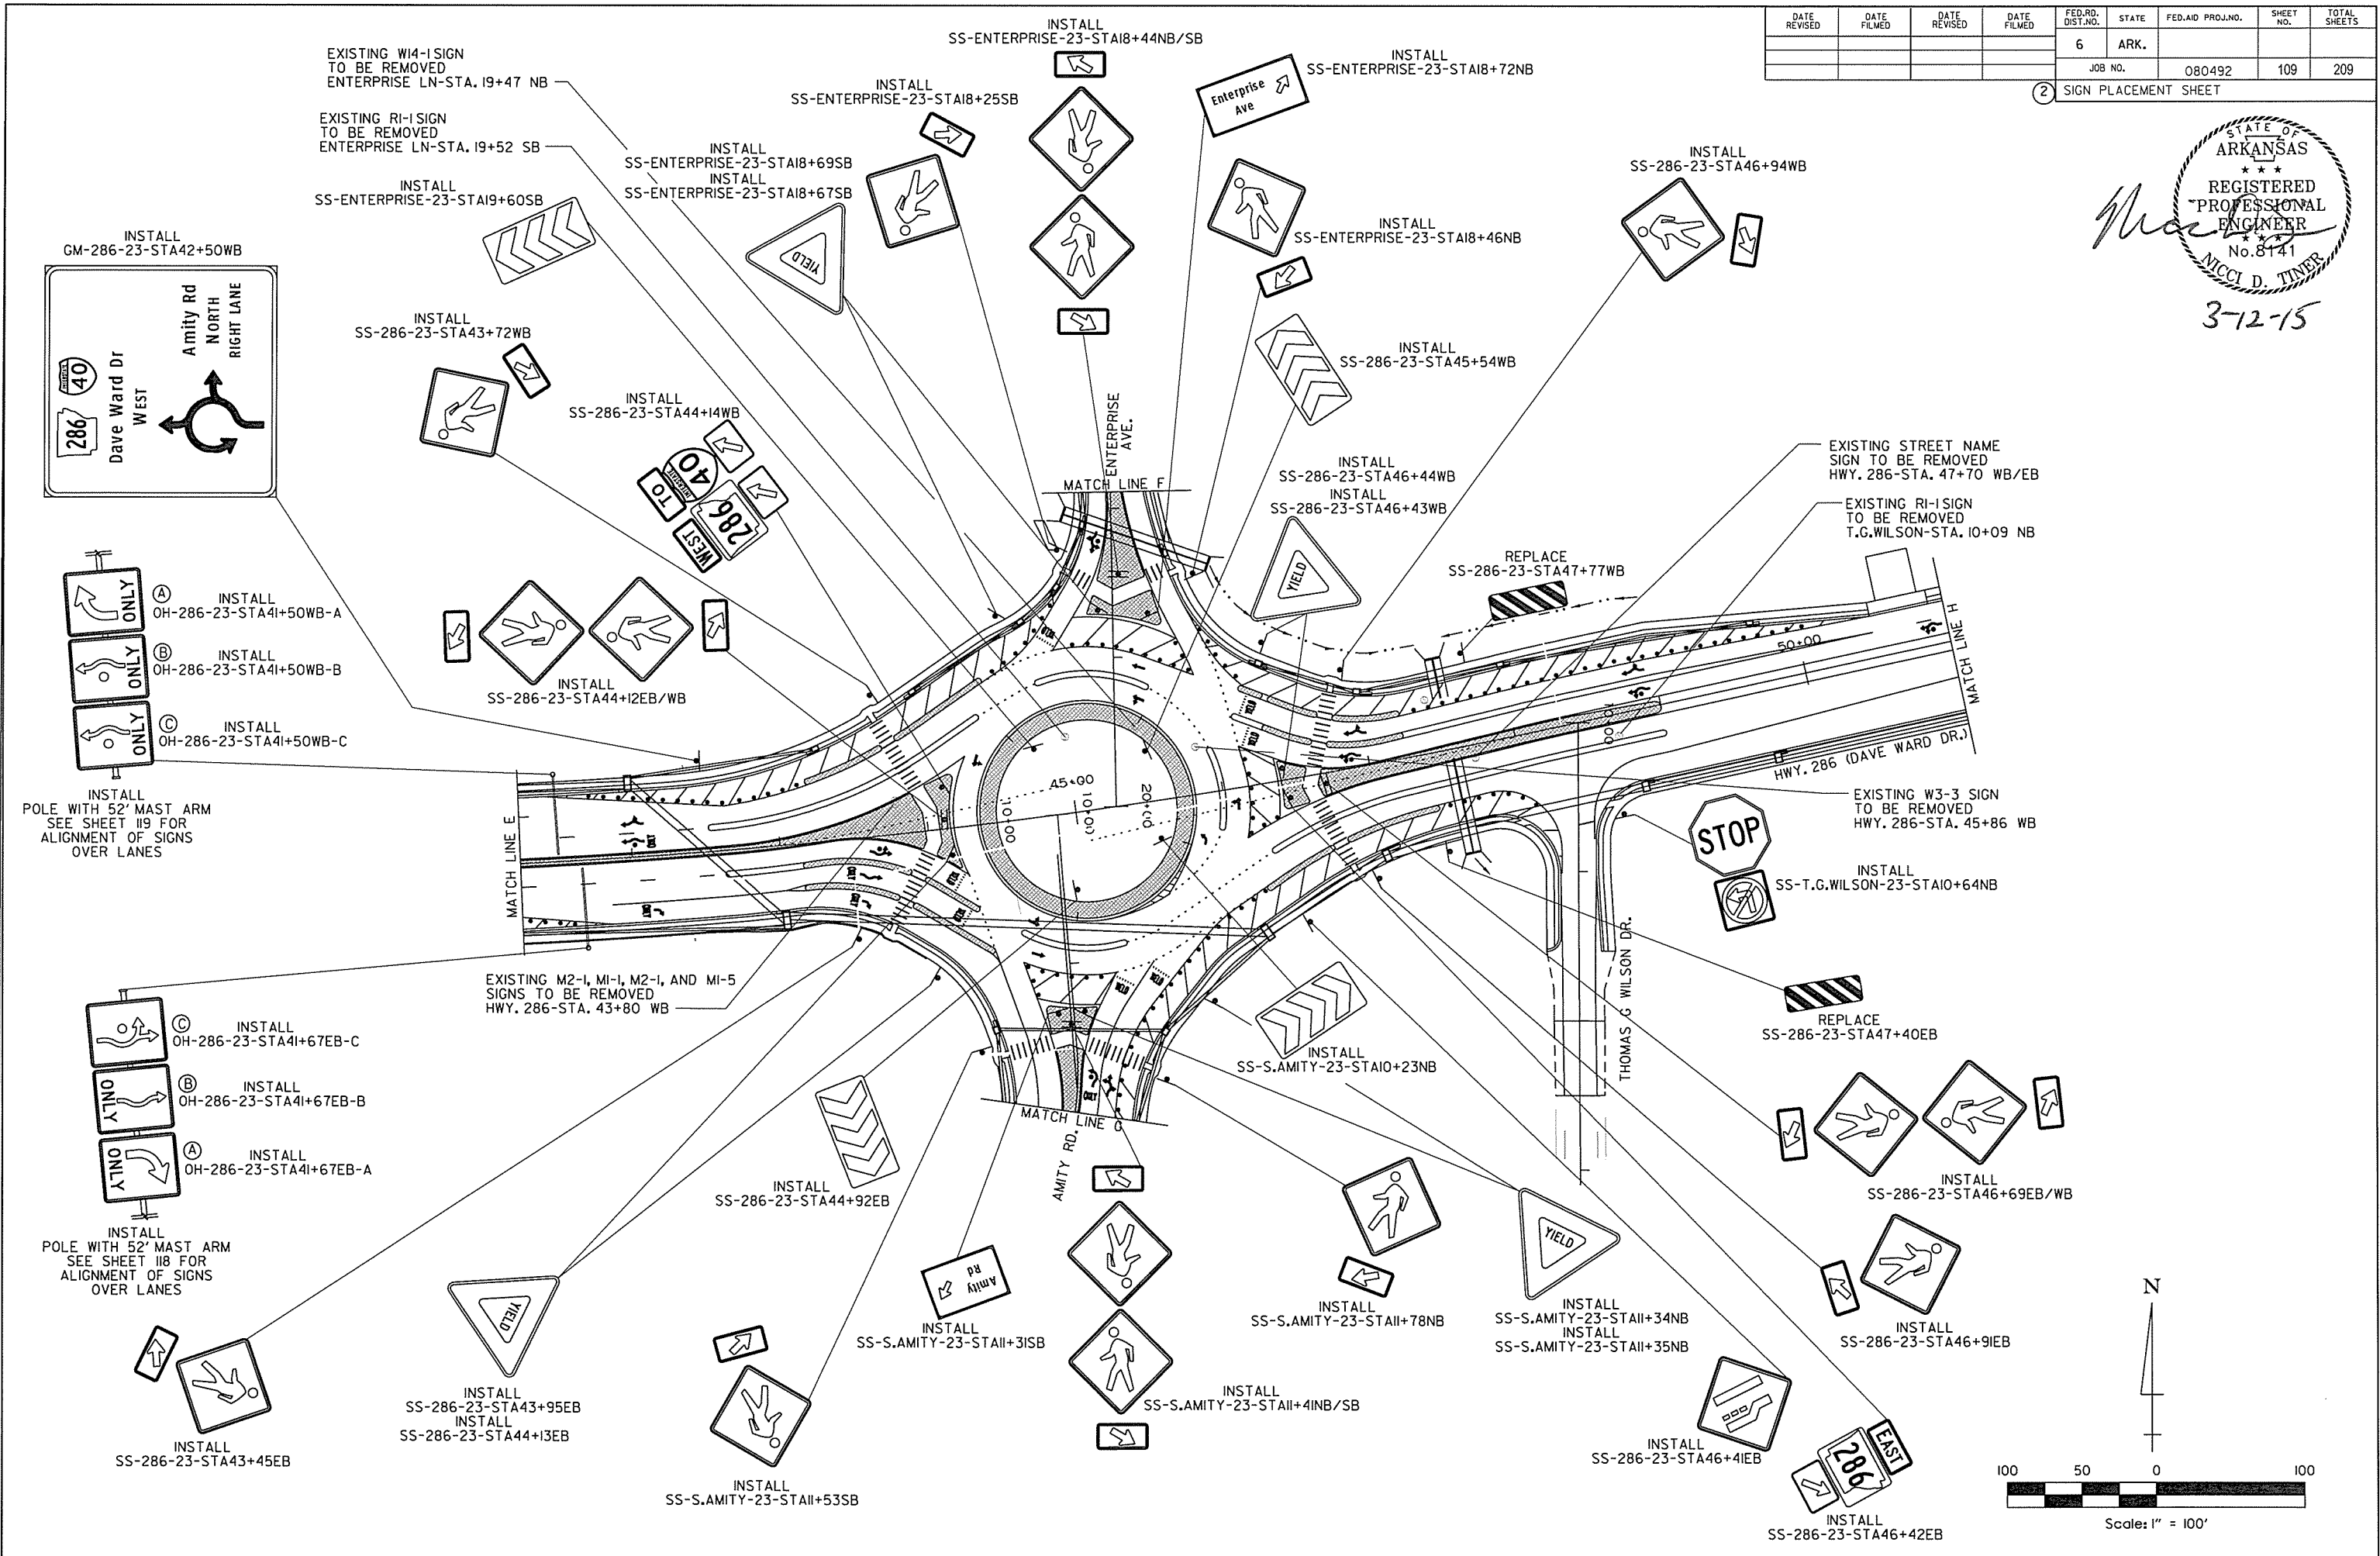 DATE REVISED
DATE FILMED
DATE REVISED
DATE FILMED
FED.RD. DIST.NO.
STATE
FED.AID PROJ.NO.
SHEET NO.
TOTAL SHEETS
6
ARK.
JOB NO.
080492
109
209
2
SIGN PLACEMENT SHEET
STATE OF
ARKANSAS
REGISTERED
PROFESSIONAL
ENGINEER
No.8141
NICCI D. TINER
3-12-15
INSTALL
SS-ENTERPRISE-23-STA18+44NB/SB
EXISTING W14-1 SIGN
TO BE REMOVED
ENTERPRISE LN-STA. 19+47 NB
INSTALL
SS-ENTERPRISE-23-STA18+72NB
Enterprise
Ave
INSTALL
SS-ENTERPRISE-23-STA18+25SB
EXISTING R1-1 SIGN
TO BE REMOVED
ENTERPRISE LN-STA. 19+52 SB
INSTALL
SS-ENTERPRISE-23-STA18+69SB
INSTALL
SS-ENTERPRISE-23-STA18+67SB
YIELD
INSTALL
SS-286-23-STA46+94WB
INSTALL
SS-ENTERPRISE-23-STA19+60SB
INSTALL
SS-ENTERPRISE-23-STA18+46NB
INSTALL
GM-286-23-STA42+50WB
286
INTERSTATE
40
Dave Ward Dr
WEST
Amity Rd
NORTH
RIGHT LANE
INSTALL
SS-286-23-STA43+72WB
INSTALL
SS-286-23-STA45+54WB
INSTALL
SS-286-23-STA44+14WB
TO
INTERSTATE
40
WEST
286
ENTERPRISE
AVE.
MATCH LINE F
INSTALL
SS-286-23-STA46+44WB
INSTALL
SS-286-23-STA46+43WB
YIELD
EXISTING STREET NAME
SIGN TO BE REMOVED
HWY. 286-STA. 47+70 WB/EB
EXISTING R1-1 SIGN
TO BE REMOVED
T.G.WILSON-STA. 10+09 NB
REPLACE
SS-286-23-STA47+77WB
ONLY
A
INSTALL
OH-286-23-STA41+50WB-A
ONLY
B
INSTALL
OH-286-23-STA41+50WB-B
ONLY
C
INSTALL
OH-286-23-STA41+50WB-C
INSTALL
POLE WITH 52' MAST ARM
SEE SHEET 119 FOR
ALIGNMENT OF SIGNS
OVER LANES
INSTALL
SS-286-23-STA44+12EB/WB
MATCH LINE H
50+00
HWY. 286 (DAVE WARD DR.)
45+00
10+00
10+00
20+00
MATCH LINE E
EXISTING W3-3 SIGN
TO BE REMOVED
HWY. 286-STA. 45+86 WB
STOP
INSTALL
SS-T.G.WILSON-23-STA10+64NB
THOMAS G WILSON DR.
EXISTING M2-1, M1-1, M2-1, AND M1-5
SIGNS TO BE REMOVED
HWY. 286-STA. 43+80 WB
REPLACE
SS-286-23-STA47+40EB
C
INSTALL
OH-286-23-STA41+67EB-C
ONLY
B
INSTALL
OH-286-23-STA41+67EB-B
ONLY
A
INSTALL
OH-286-23-STA41+67EB-A
INSTALL
POLE WITH 52' MAST ARM
SEE SHEET 118 FOR
ALIGNMENT OF SIGNS
OVER LANES
INSTALL
SS-S.AMITY-23-STA10+23NB
MATCH LINE G
AMITY RD.
INSTALL
SS-286-23-STA44+92EB
INSTALL
SS-286-23-STA46+69EB/WB
Amity
Rd
INSTALL
SS-S.AMITY-23-STA11+31SB
INSTALL
SS-S.AMITY-23-STA11+78NB
YIELD
INSTALL
SS-S.AMITY-23-STA11+34NB
INSTALL
SS-S.AMITY-23-STA11+35NB
INSTALL
SS-286-23-STA46+91EB
YIELD
INSTALL
SS-286-23-STA43+95EB
INSTALL
SS-286-23-STA44+13EB
INSTALL
SS-S.AMITY-23-STA11+41NB/SB
INSTALL
SS-286-23-STA43+45EB
INSTALL
SS-S.AMITY-23-STA11+53SB
INSTALL
SS-286-23-STA46+41EB
EAST
286
INSTALL
SS-286-23-STA46+42EB
N
100 50 0 100
Scale: 1" = 100'